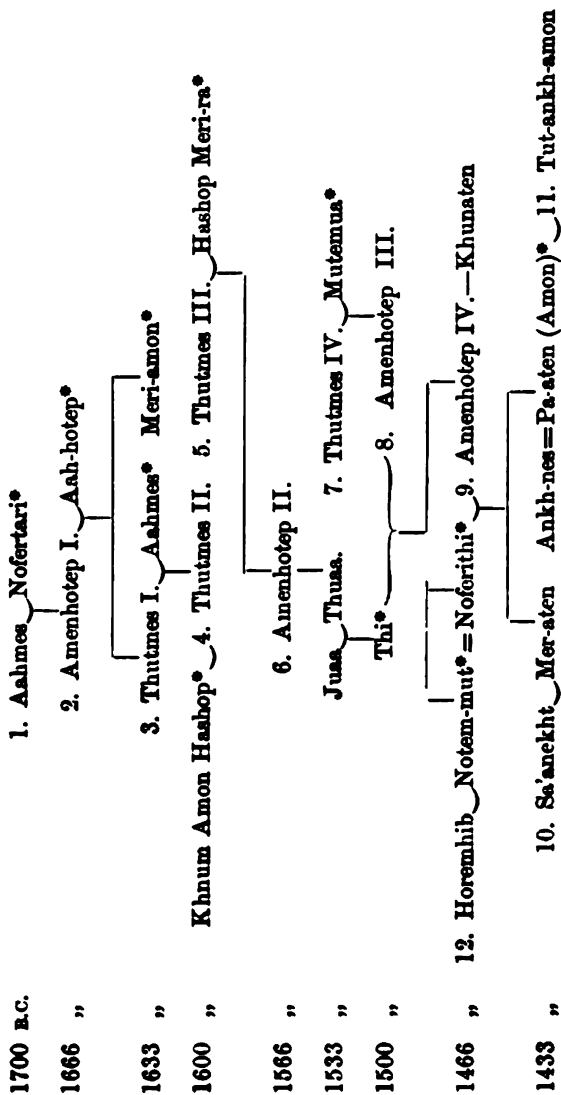 1700 B.C. 1. Aahmes Nofertari*
1666 „ 2. Amenhotep I. Aah-hotep*
1633 „ 3. Thutmes I. Aahmes* Meri-amon*
1600 „ Khnum Amon Hashop* 4. Thutmes II. 5. Thutmes III. Hashop Meri-ra*
1566 „ 6. Amenhotep II.
1533 „ Juaa Thuaa. 7. Thutmes IV. Mutemua*
1500 „ Thi* 8. Amenhotep III.
1466 „ 12. Horemhib Notem-mut*=Noferithi* 9. Amenhotep IV.—Khunaten
1433 „ 10. Sa'anekht Mer-aten Ankh-nes=Pa-aten (Amon)* 11. Tut-ankh-amon